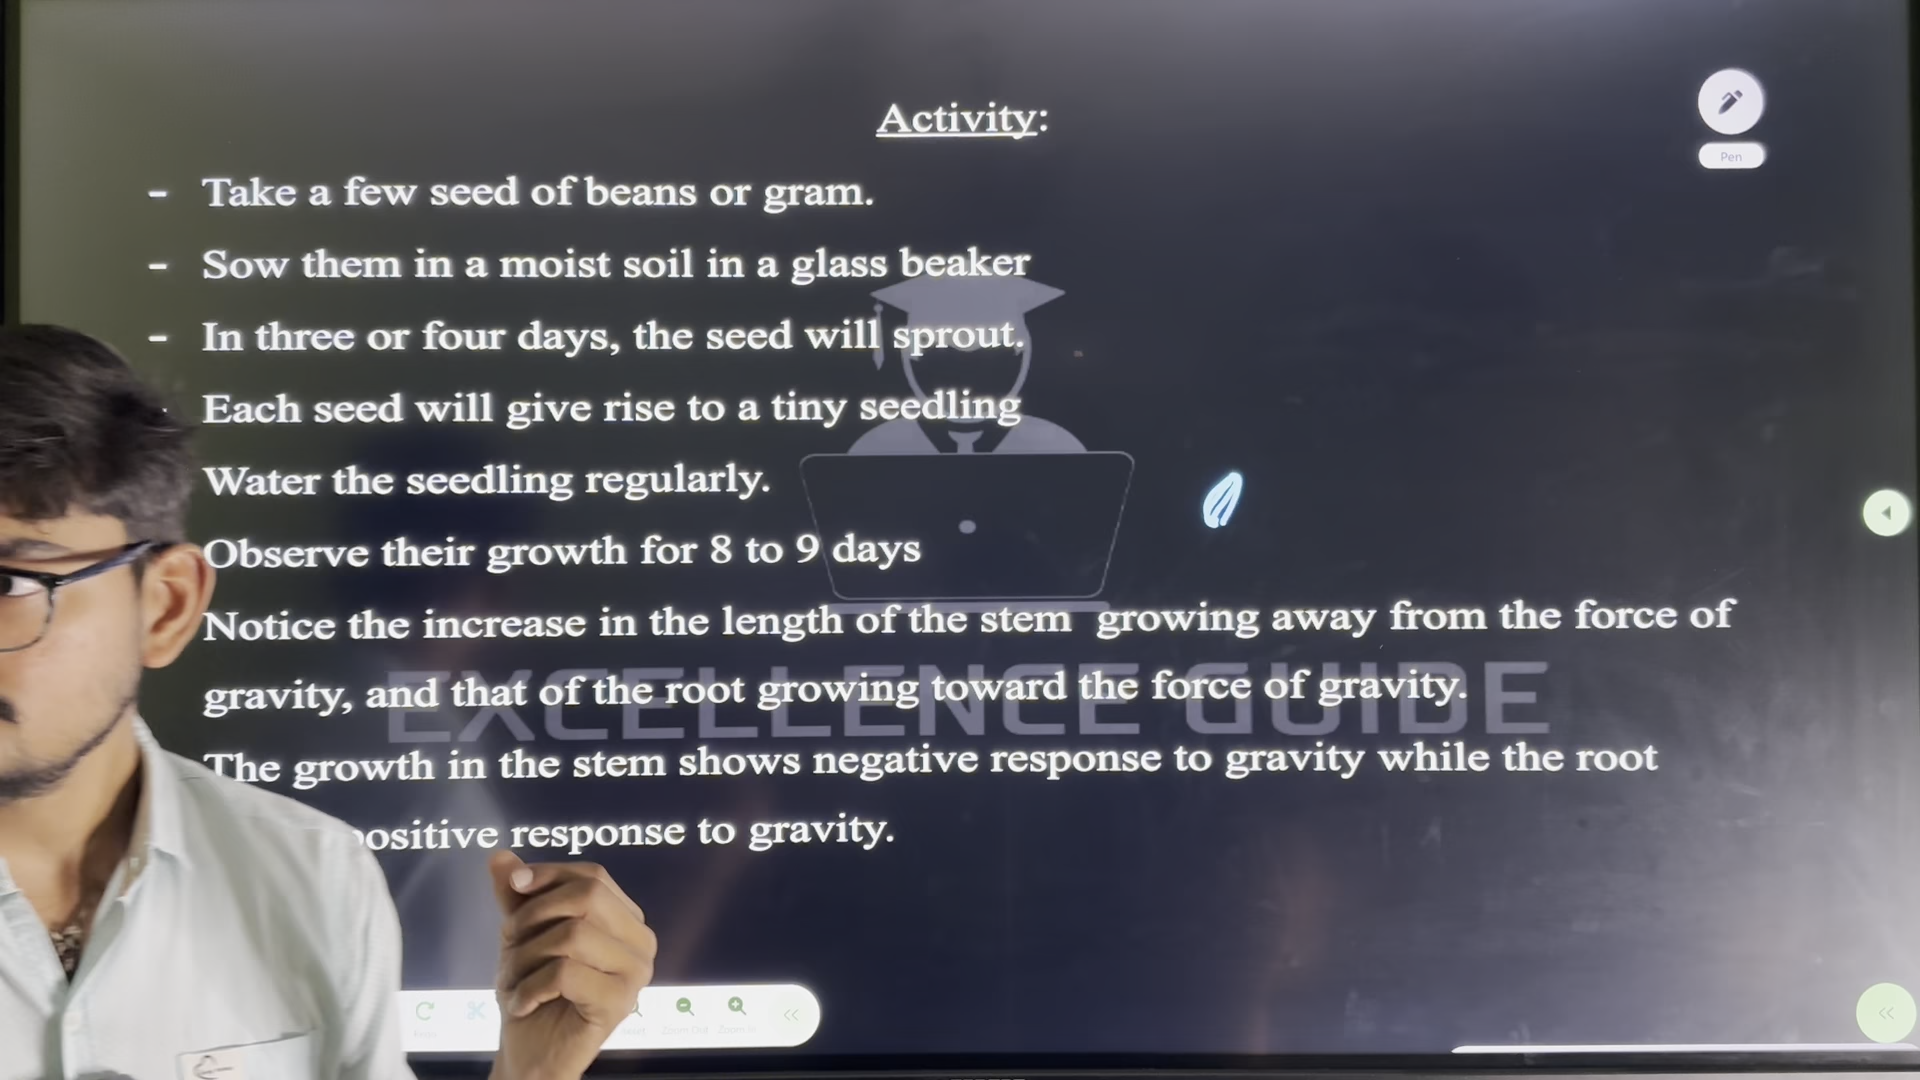 Activity:
Pen
- Take a few seed of beans or gram.
- Sow them in a moist soil in a glass beaker
- In three or four days, the seed will sprout.
Each seed will give rise to a tiny seedling
Water the seedling regularly.
Observe their growth for 8 to 9 days
Notice the increase in the length of the stem growing away from the force of
gravity, and that of the root growing toward the force of gravity.
EXCELLENCE GUIDE
The growth in the stem shows negative response to gravity while the root
positive response to gravity.
Zoom Out Zoom In